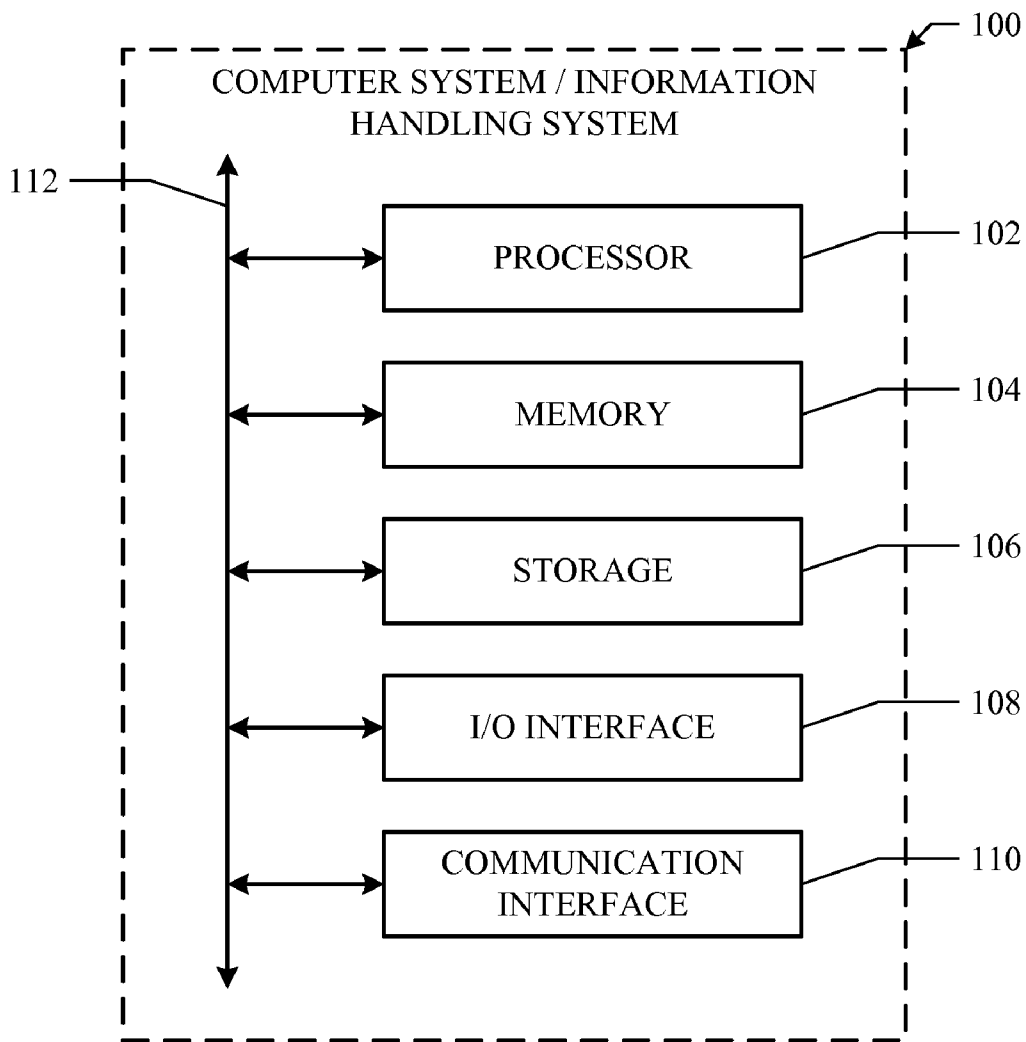 100
COMPUTER SYSTEM / INFORMATION
HANDLING SYSTEM
112
PROCESSOR
102
MEMORY
104
STORAGE
106
I/O INTERFACE
108
COMMUNICATION
INTERFACE
110